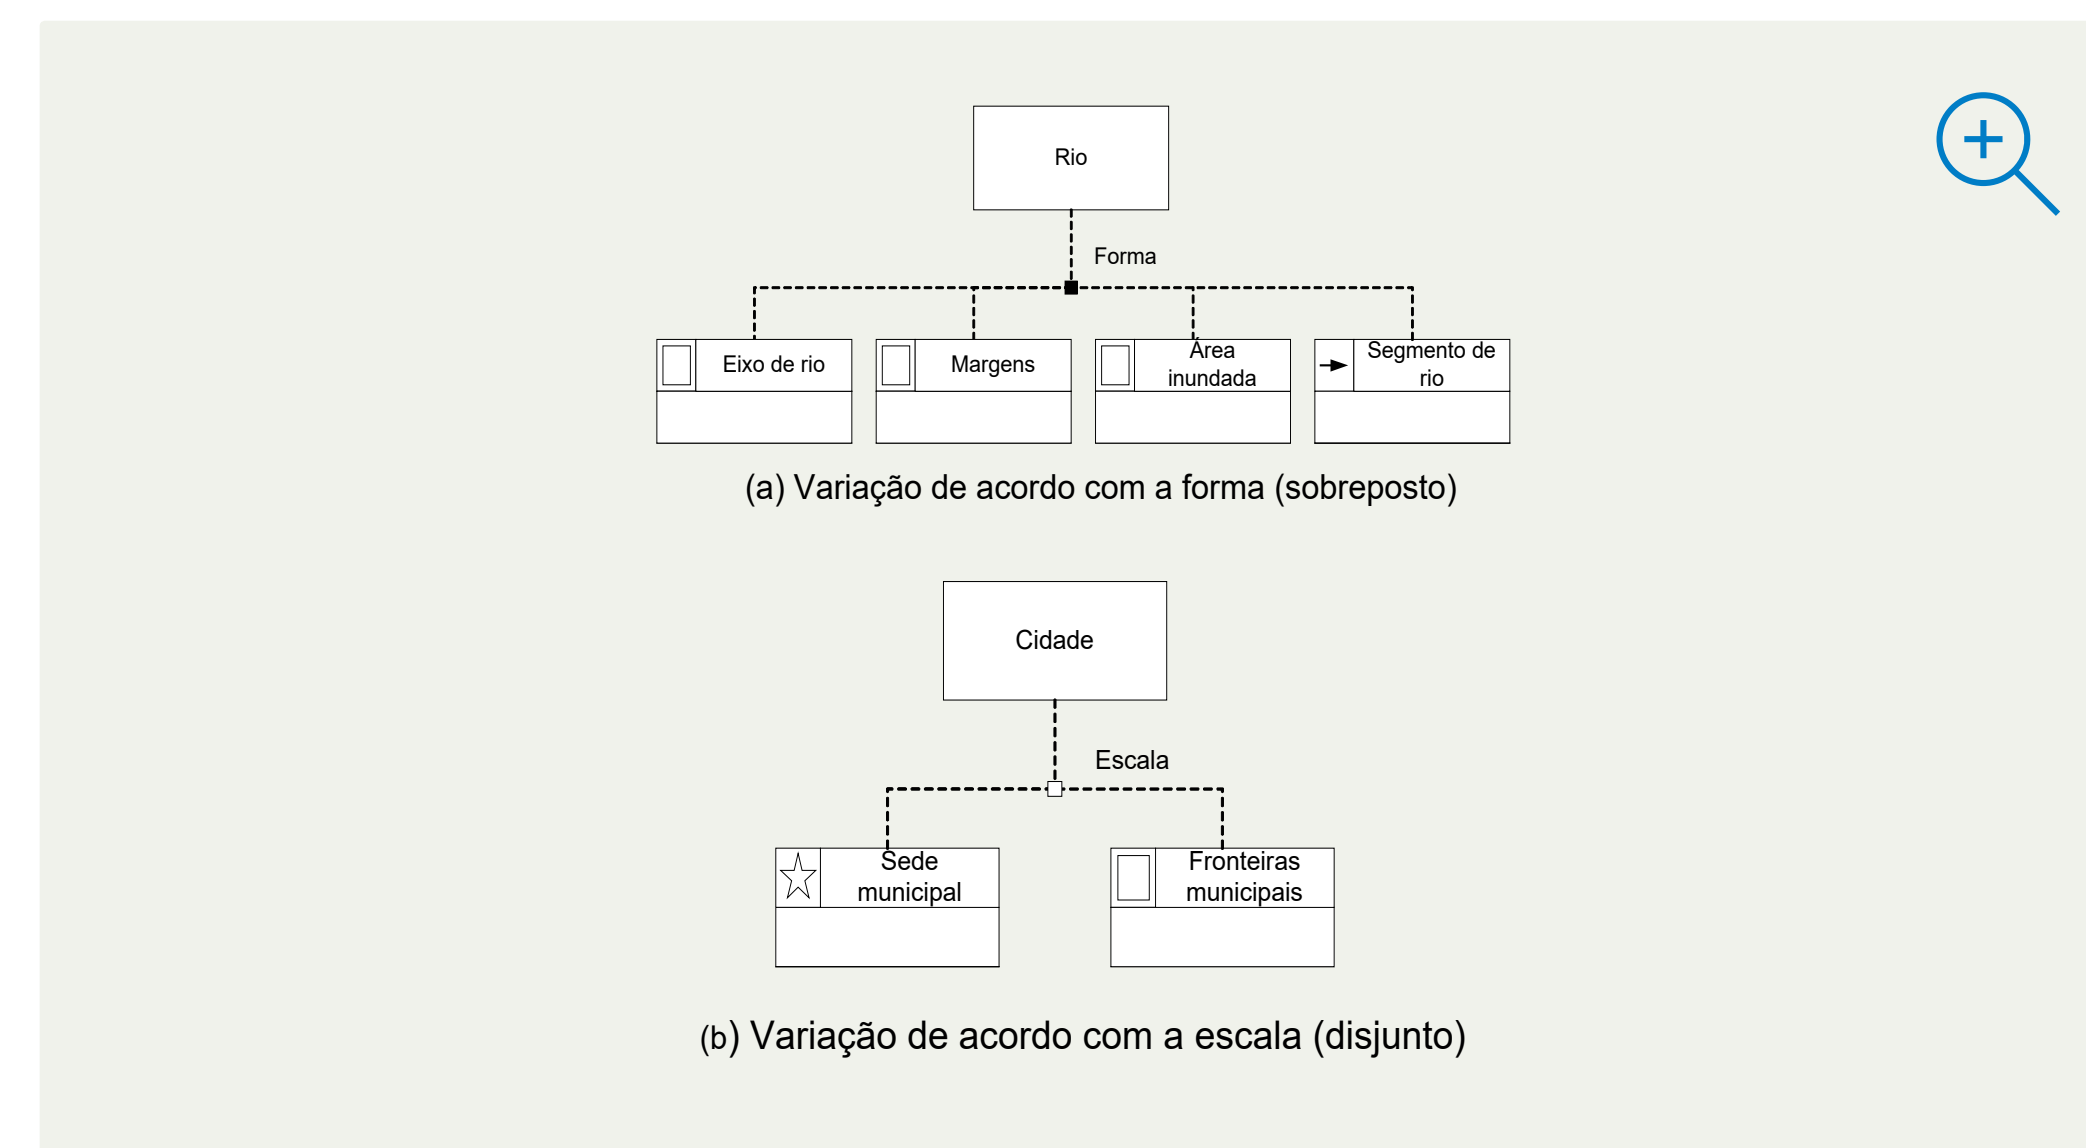 Rio
Forma
Eixo de rio
Margens
Área
inundada
Segmento de
rio
(a) Variação de acordo com a forma (sobreposto)
Cidade
Escala
Sede
municipal
Fronteiras
municipais
(b) Variação de acordo com a escala (disjunto)